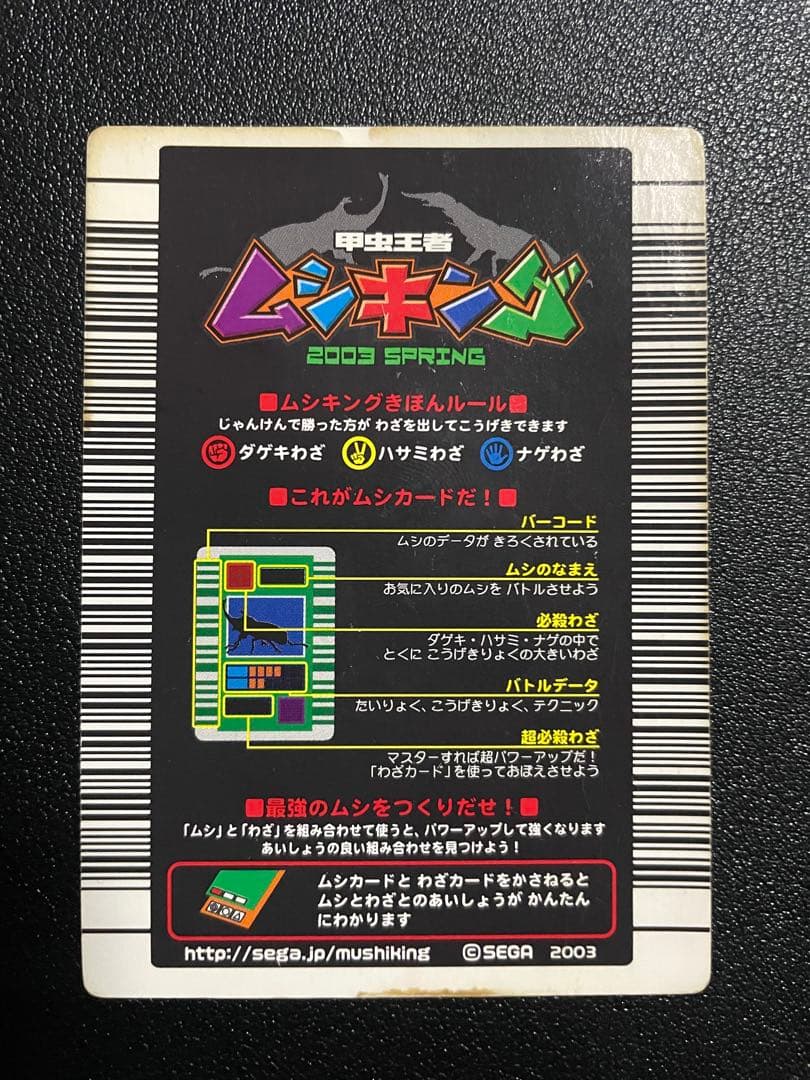 甲虫王者
ムシキング
2003 SPRING
■ムシキングきほんルール■
じゃんけんで勝った方が わざを出してこうげきできます
ダゲキわざ ハサミわざ ナゲわざ
■これがムシカードだ！■
バーコード
ムシのデータが きろくされている
ムシのなまえ
お気に入りのムシを バトルさせよう
必殺わざ
ダゲキ・ハサミ・ナゲの中で
とくに こうげきりょくの大きいわざ
バトルデータ
たいりょく、こうげきりょく、テクニック
超必殺わざ
マスターすれば超パワーアップだ！
「わざカード」を使っておぼえさせよう
■最強のムシをつくりだせ！■
「ムシ」と「わざ」を組み合わせて使うと、パワーアップして強くなります
あいしょうの良い組み合わせを見つけよう！
ムシカードと わざカードをかさねると
ムシとわざとのあいしょうが かんたん
にわかります
http://sega.jp/mushiking ©SEGA 2003